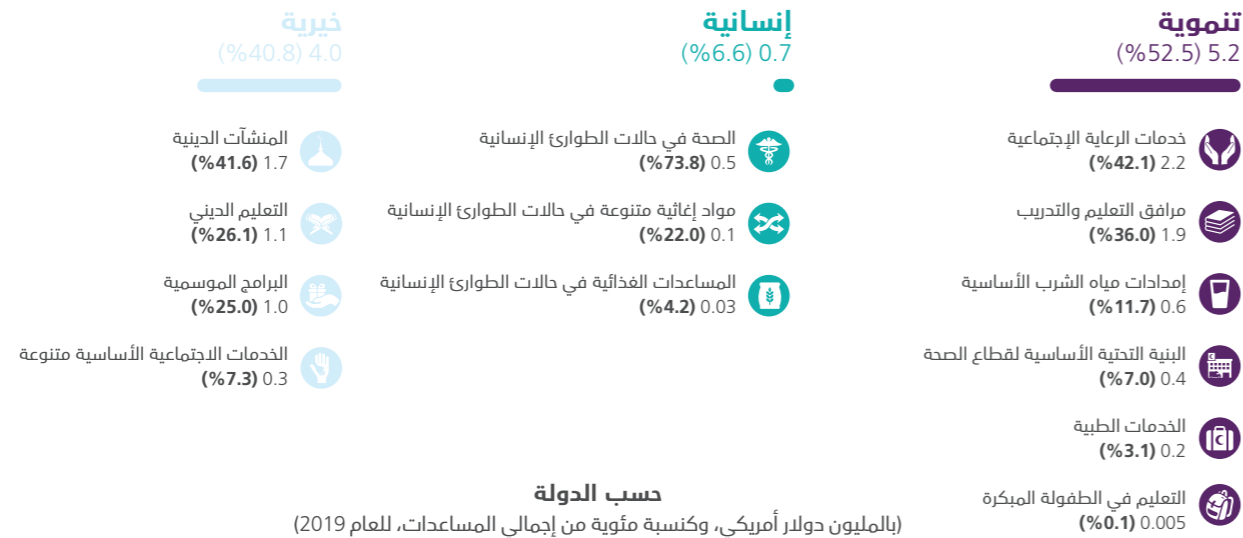 تنموية
5.2 (%52.5)
خدمات الرعاية الإجتماعية
2.2 (%42.1)
مرافق التعليم والتدريب
1.9 (%36.0)
إمدادات مياه الشرب الأساسية
0.6 (%11.7)
البنية التحتية الأساسية لقطاع الصحة
0.4 (%7.0)
الخدمات الطبية
0.2 (%3.1)
التعليم في الطفولة المبكرة
0.005 (%0.1)
إنسانية
0.7 (%6.6)
الصحة في حالات الطوارئ الإنسانية
0.5 (%73.8)
مواد إغاثية متنوعة في حالات الطوارئ الإنسانية
0.1 (%22.0)
المساعدات الغذائية في حالات الطوارئ الإنسانية
0.03 (%4.2)
خيرية
4.0 (%40.8)
المنشآت الدينية
1.7 (%41.6)
التعليم الديني
1.1 (%26.1)
البرامج الموسمية
1.0 (%25.0)
الخدمات الاجتماعية الأساسية متنوعة
0.3 (%7.3)
حسب الدولة
(بالمليون دولار أمريكي، وكنسبة مئوية من إجمالي المساعدات، للعام 2019)